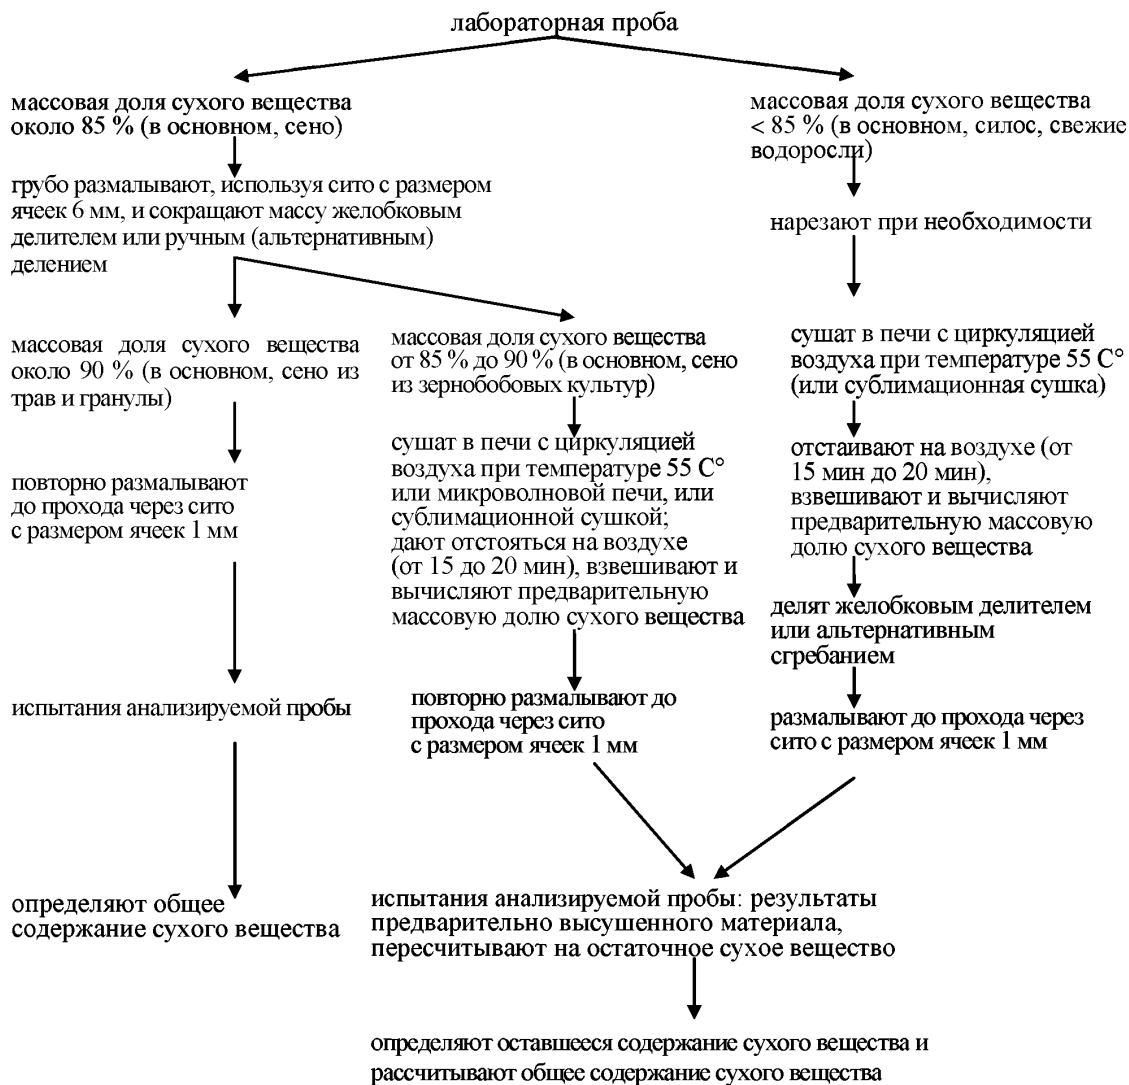 лабораторная проба
массовая доля сухого вещества
около 85 % (в основном, сено)
грубо размалывают, используя сито с размером
ячеек 6 мм, и сокращают массу желобковым
делителем или ручным (альтернативным)
делением
массовая доля сухого вещества
около 90 % (в основном, сено из
трав и гранулы)
повторно размалывают
до прохода через сито
с размером ячеек 1 мм
испытания анализируемой пробы
определяют общее
содержание сухого вещества
массовая доля сухого вещества
от 85 % до 90 % (в основном, сено
из зернобобовых культур)
сушат в печи с циркуляцией
воздуха при температуре 55 С°
или микроволновой печи, или
сублимационной сушкой;
дают отстояться на воздухе
(от 15 до 20 мин), взвешивают и
вычисляют предварительную
массовую долю сухого вещества
повторно размалывают до
прохода через сито
с размером ячеек 1 мм
массовая доля сухого вещества
< 85 % (в основном, силос, свежие
водоросли)
нарезают при необходимости
сушат в печи с циркуляцией
воздуха при температуре 55 С°
(или сублимационная сушка)
отстаивают на воздухе (от
15 мин до 20 мин),
взвешивают и вычисляют
предварительную массовую
долю сухого вещества
делят желобковым делителем
или альтернативным
сгребанием
размалывают до прохода через
сито с размером ячеек 1 мм
испытания анализируемой пробы: результаты
предварительно высушенного материала,
пересчитывают на остаточное сухое вещество
определяют оставшееся содержание сухого вещества и
рассчитывают общее содержание сухого вещества